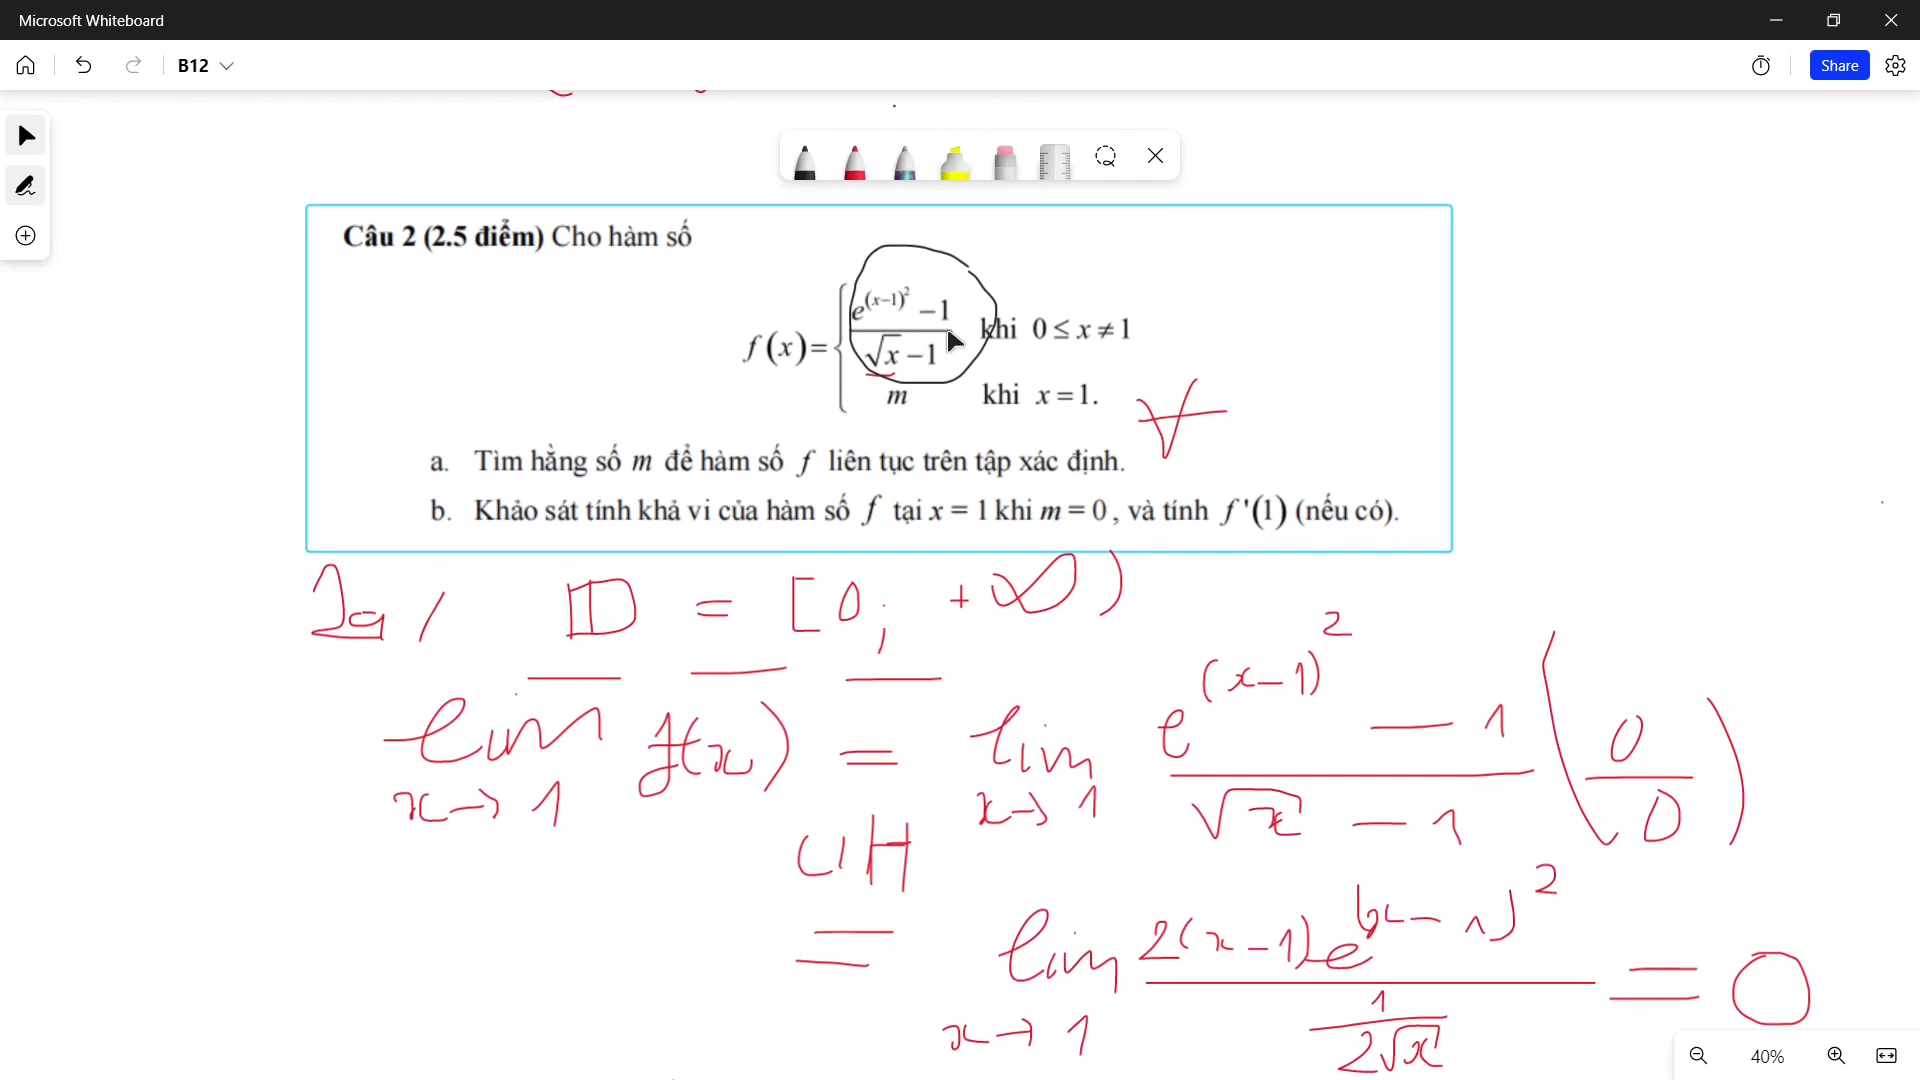 Microsoft Whiteboard
B12
Share
Câu 2 (2.5 điểm) Cho hàm số
f(x) = { (e^{(x−1)²} − 1)/(√x − 1) khi 0 ≤ x ≠ 1
m khi x = 1.
a. Tìm hằng số m để hàm số f liên tục trên tập xác định.
b. Khảo sát tính khả vi của hàm số f tại x = 1 khi m = 0, và tính f'(1) (nếu có).
2a/ D = [0; +∞)
lim_{x→1} f(x) = lim_{x→1} (e^{(x−1)²} − 1)/(√x − 1) (0/0)
L'H
= lim_{x→1} (2(x−1)e^{(x−1)²})/(1/(2√x)) = 0
40%